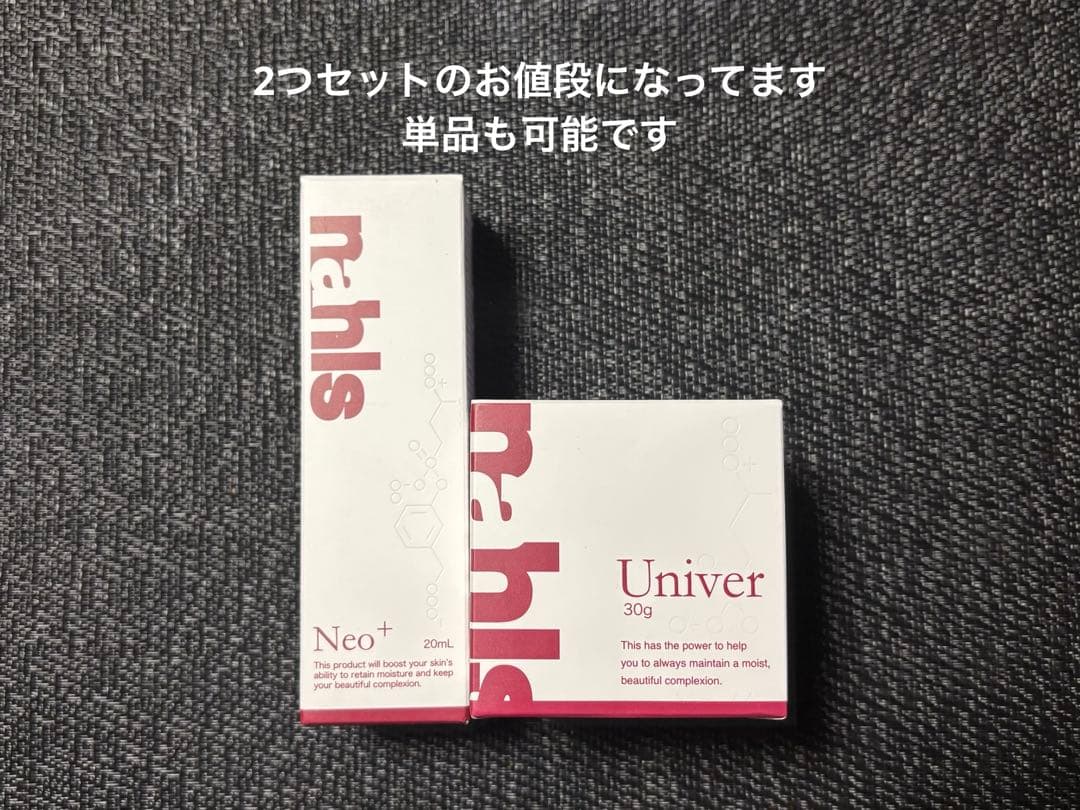 2つセットのお値段になってます
単品も可能です
nahls
Neo+ 20mL
This product will boost your skin's
ability to retain moisture and keep
your beautiful complexion.
nahls
Univer
30g
This has the power to help
you to always maintain a moist,
beautiful complexion.